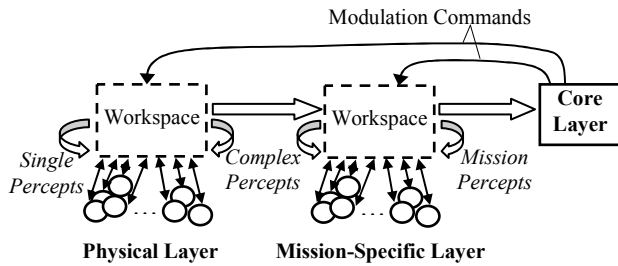 Modulation Commands
Workspace
Workspace
Core
Layer
Single
Percepts
Complex
Percepts
Mission
Percepts
. . .
. . .
Physical Layer
Mission-Specific Layer